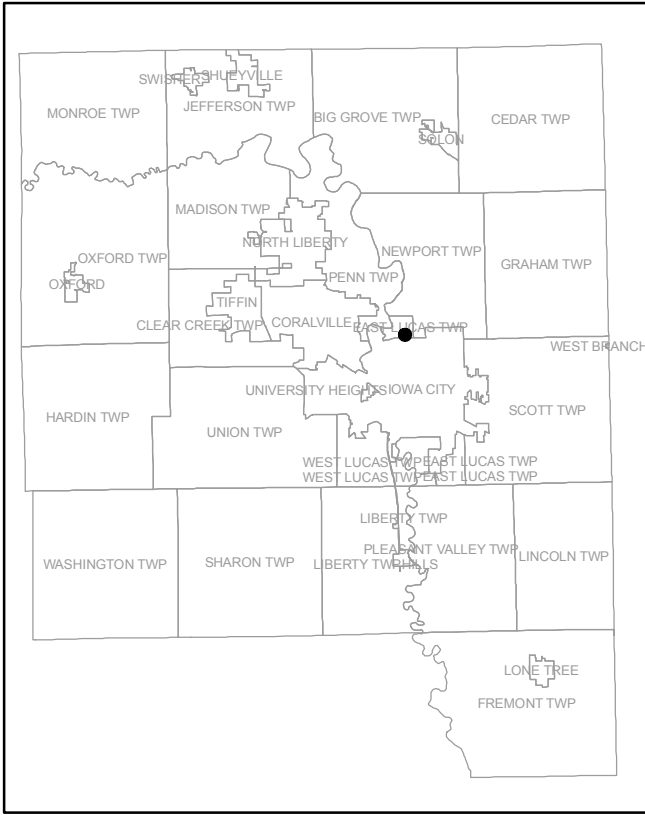 SHUEYVILLE
SWISHER
MONROE TWP
JEFFERSON TWP
BIG GROVE TWP
CEDAR TWP
SOLON
MADISON TWP
NORTH LIBERTY
NEWPORT TWP
OXFORD TWP
GRAHAM TWP
PENN TWP
OXFORD
TIFFIN
CLEAR CREEK TWP
CORALVILLE
EAST LUCAS TWP
WEST BRANCH
UNIVERSITY HEIGHTS
IOWA CITY
HARDIN TWP
SCOTT TWP
UNION TWP
WEST LUCAS TWP
EAST LUCAS TWP
WEST LUCAS TWP
EAST LUCAS TWP
LIBERTY TWP
PLEASANT VALLEY TWP
WASHINGTON TWP
SHARON TWP
LIBERTY TWP
HILLS
LINCOLN TWP
LONE TREE
FREMONT TWP